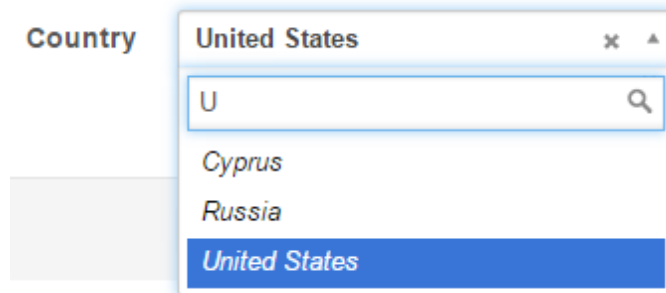 Country United States
U
Cyprus
Russia
United States